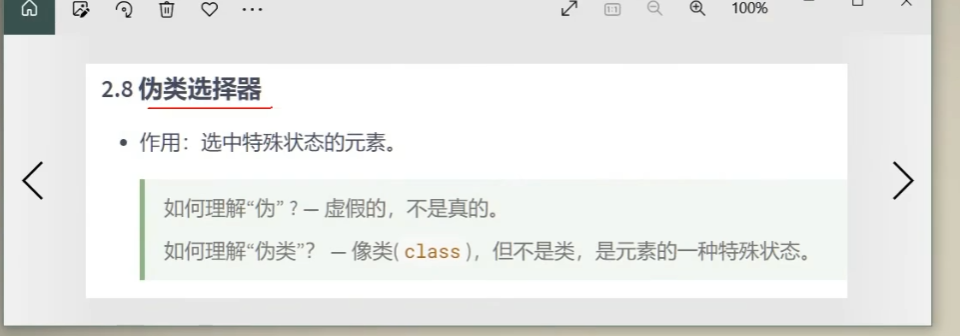 100%
2.8 伪类选择器
• 作用：选中特殊状态的元素。
如何理解“伪”？— 虚假的，不是真的。
如何理解“伪类”？ — 像类(class)，但不是类，是元素的一种特殊状态。